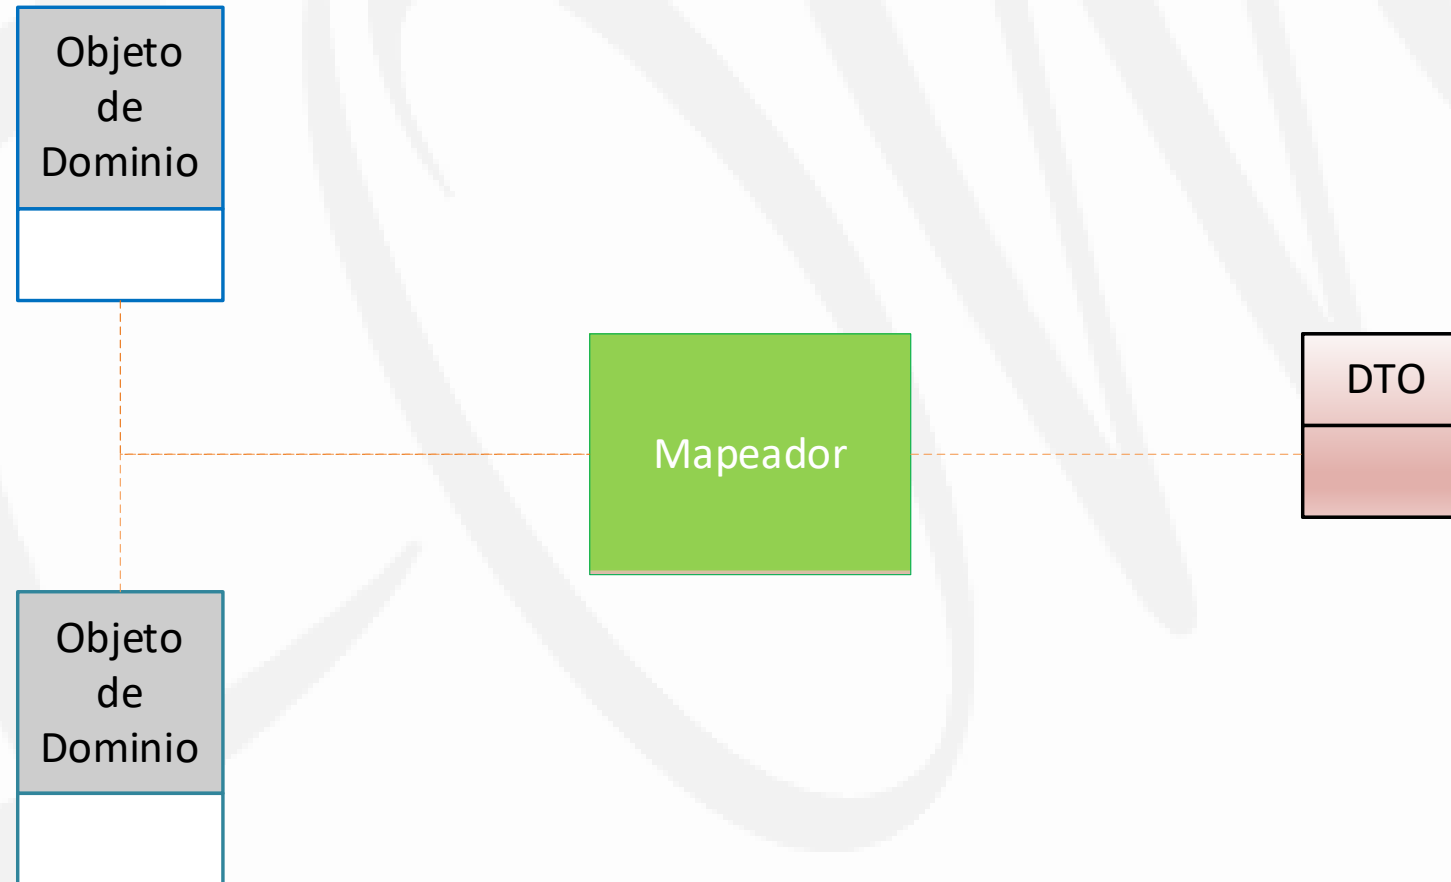 Objeto
de
Dominio
Mapeador
DTO
Objeto
de
Dominio